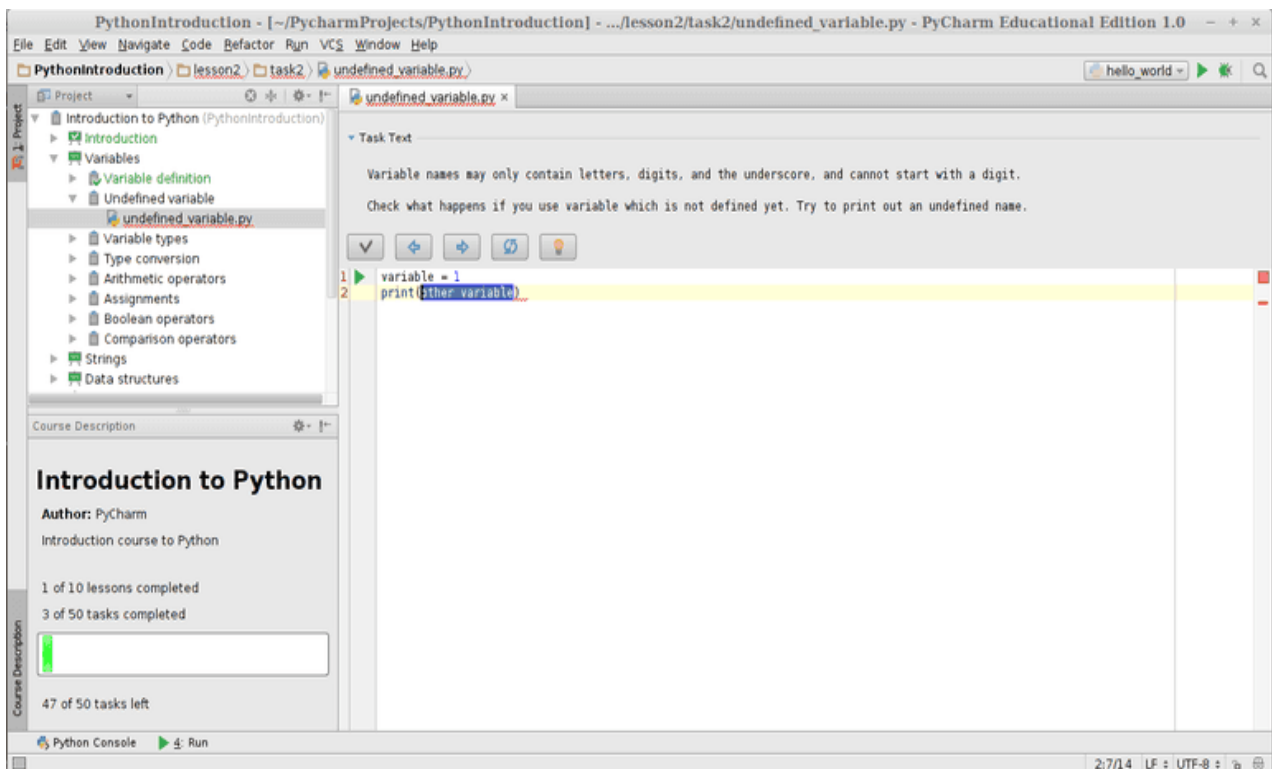 PythonIntroduction - [~/PycharmProjects/PythonIntroduction] - .../lesson2/task2/undefined_variable.py - PyCharm Educational Edition 1.0
File Edit View Navigate Code Refactor Run VCS Window Help
PythonIntroduction lesson2 task2 undefined_variable.py hello_world
1: Project
Project
undefined_variable.py
Introduction to Python (PythonIntroduction)
Introduction
Variables
Variable definition
Undefined variable
undefined_variable.py
Variable types
Type conversion
Arithmetic operators
Assignments
Boolean operators
Comparison operators
Strings
Data structures
Task Text
Variable names may only contain letters, digits, and the underscore, and cannot start with a digit.
Check what happens if you use variable which is not defined yet. Try to print out an undefined name.
1 variable = 1
2 print(other variable)
Course Description
Introduction to Python
Author: PyCharm
Introduction course to Python
1 of 10 lessons completed
3 of 50 tasks completed
47 of 50 tasks left
Course Description
Python Console 4: Run
2:7/14 LF UTF-8